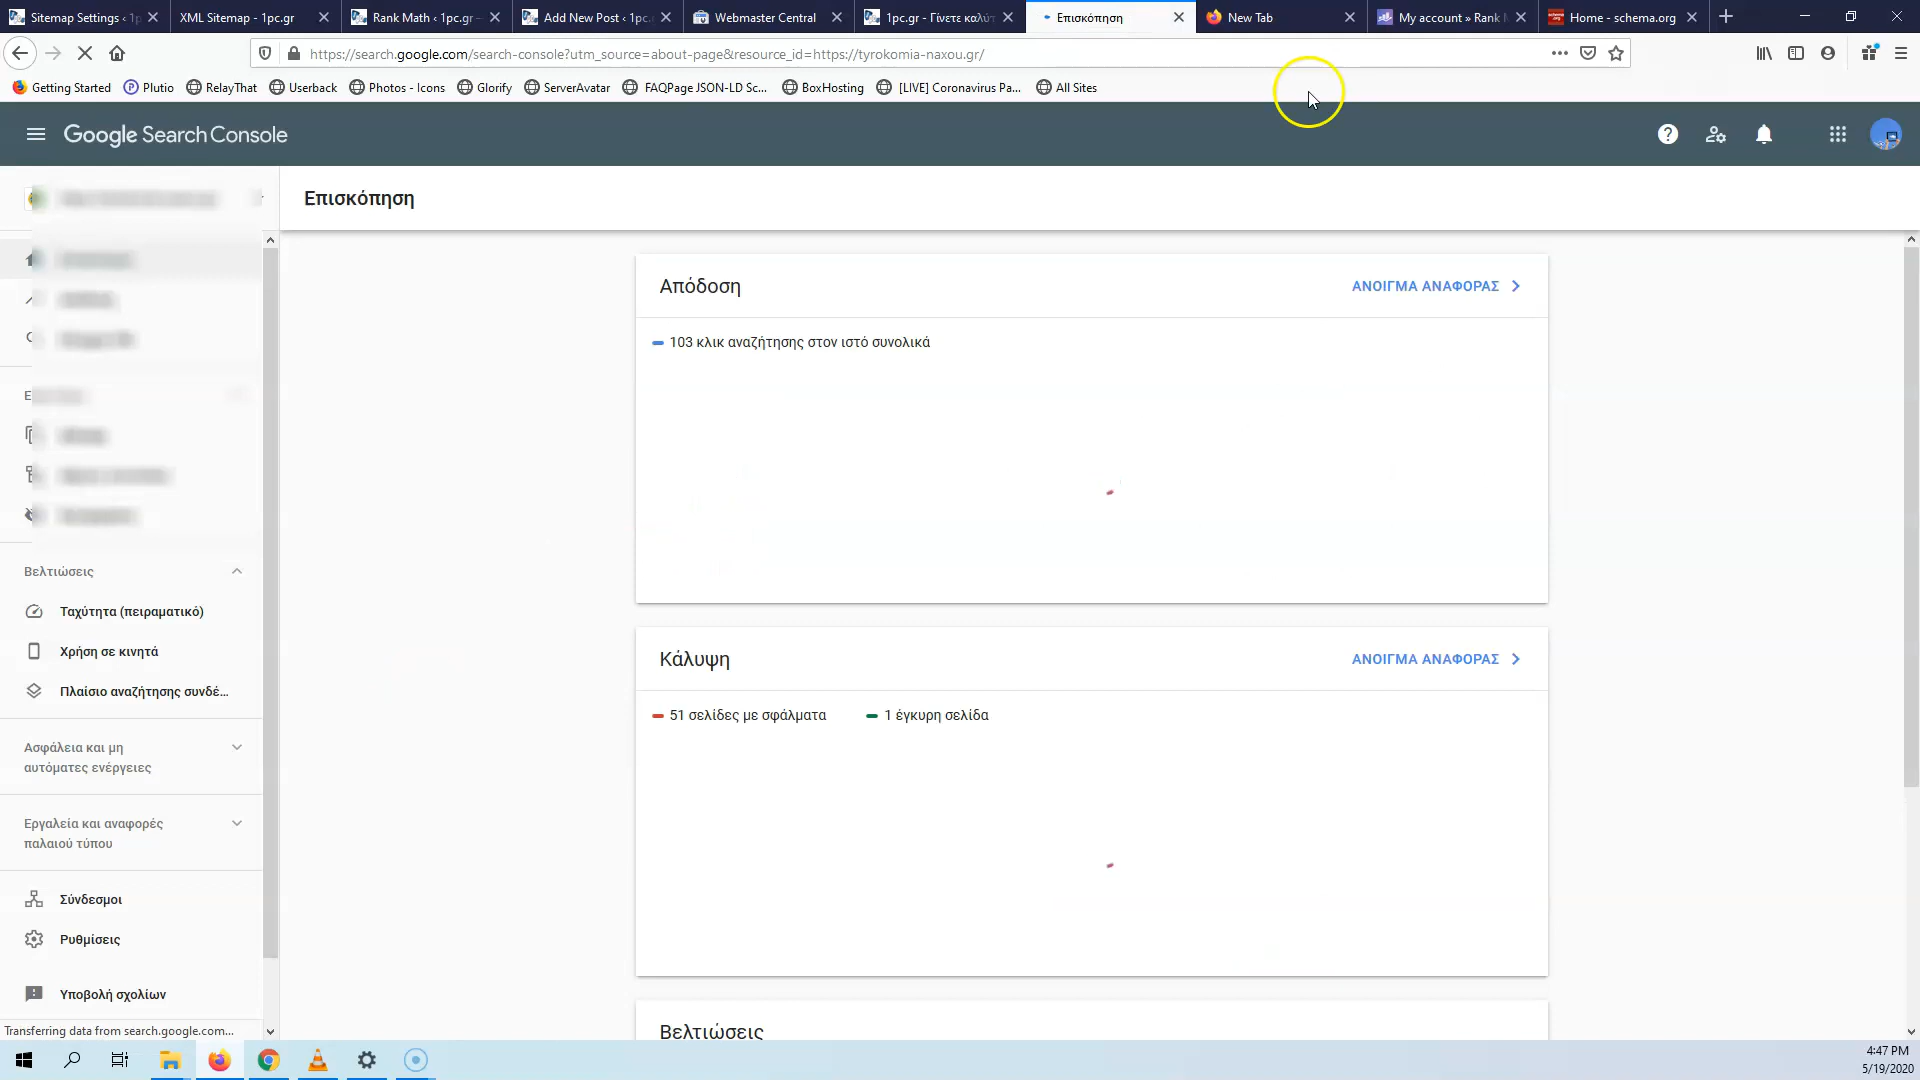 Sitemap Settings ‹ 1p
XML Sitemap - 1pc.gr
Rank Math ‹ 1pc.gr –
Add New Post ‹ 1pc.
Webmaster Central
1pc.gr - Γίνετε καλύτ
Επισκόπηση
New Tab
My account » Rank M
Home - schema.org
https://search.google.com/search-console?utm_source=about-page&resource_id=https://tyrokomia-naxou.gr/
Getting Started
Plutio
RelayThat
Userback
Photos - Icons
Glorify
ServerAvatar
FAQPage JSON-LD Sc...
BoxHosting
[LIVE] Coronavirus Pa...
All Sites
Google Search Console
Επισκόπηση
Απόδοση
ΑΝΟΙΓΜΑ ΑΝΑΦΟΡΑΣ
103 κλικ αναζήτησης στον ιστό συνολικά
Κάλυψη
ΑΝΟΙΓΜΑ ΑΝΑΦΟΡΑΣ
51 σελίδες με σφάλματα
1 έγκυρη σελίδα
Βελτιώσεις
Βελτιώσεις
Ταχύτητα (πειραματικό)
Χρήση σε κινητά
Πλαίσιο αναζήτησης συνδέ...
Ασφάλεια και μη
αυτόματες ενέργειες
Εργαλεία και αναφορές
παλαιού τύπου
Σύνδεσμοι
Ρυθμίσεις
Υποβολή σχολίων
Transferring data from search.google.com...
4:47 PM
5/19/2020